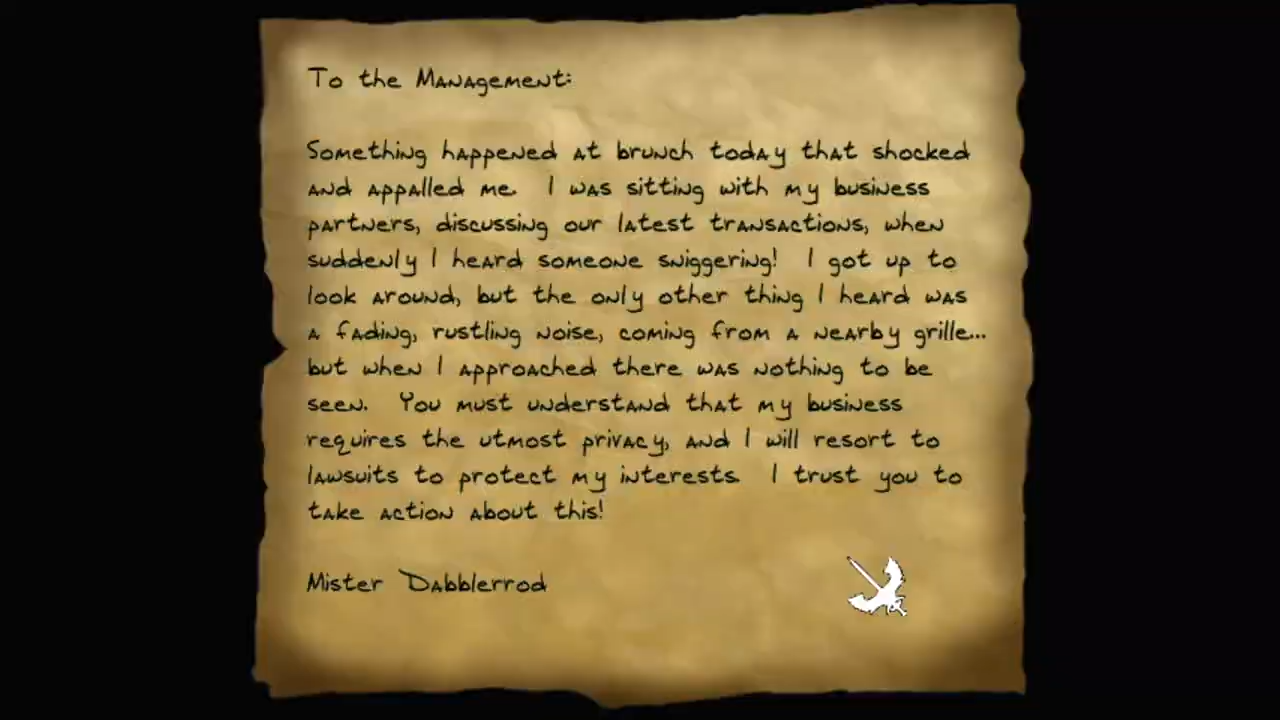 To the Management:
Something happened at brunch today that shocked
and appalled me. I was sitting with my business
partners, discussing our latest transactions, when
suddenly I heard someone sniggering! I got up to
look around, but the only other thing I heard was
a fading, rustling noise, coming from a nearby grille...
but when I approached there was nothing to be
seen. You must understand that my business
requires the utmost privacy, and I will resort to
lawsuits to protect my interests. I trust you to
take action about this!
Mister Dabblerrod